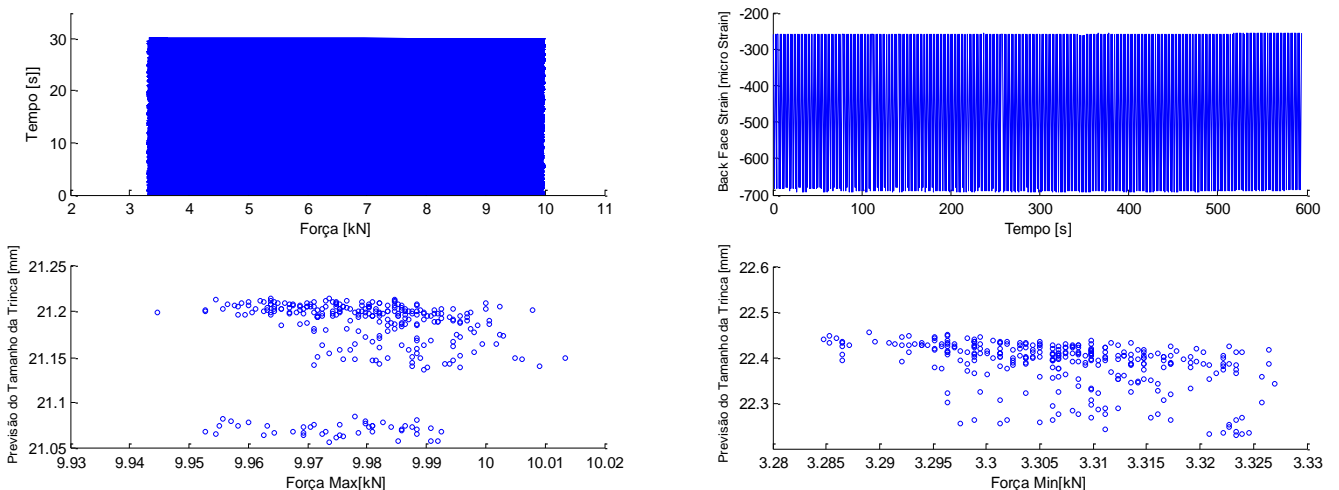 30
20
10
0
Tempo [s]]
2 3 4 5 6 7 8 9 10 11
Força [kN]
-200
-300
-400
-500
-600
-700
Back Face Strain [micro Strain]
0 100 200 300 400 500 600
Tempo [s]
21.25
21.2
21.15
21.1
21.05
Previsão do Tamanho da Trinca [mm]
9.93 9.94 9.95 9.96 9.97 9.98 9.99 10 10.01 10.02
Força Max[kN]
22.6
22.5
22.4
22.3
Previsão do Tamanho da Trinca [mm]
3.28 3.285 3.29 3.295 3.3 3.305 3.31 3.315 3.32 3.325 3.33
Força Min[kN]